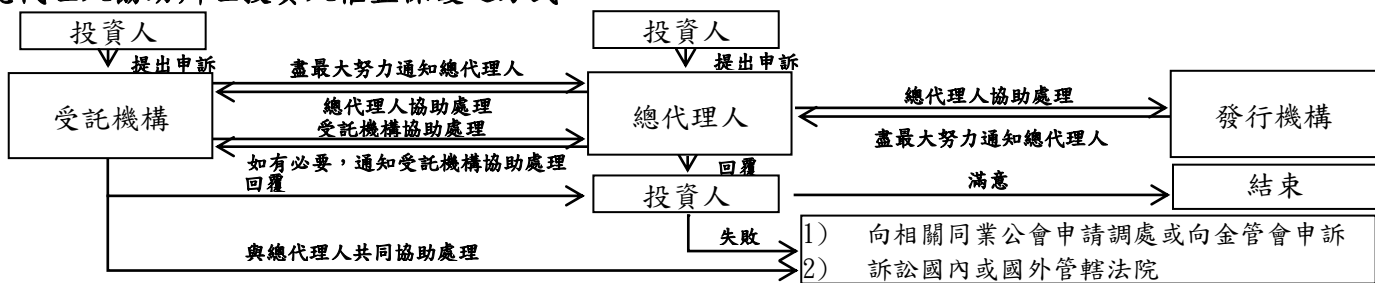 投資人
投資人
提出申訴
提出申訴
盡最大努力通知總代理人
受託機構
總代理人
發行機構
總代理人協助處理
總代理人協助處理
受託機構協助處理
盡最大努力通知總代理人
如有必要，通知受託機構協助處理
回覆
回覆
投資人
滿意
結束
失敗
1) 向相關同業公會申請調處或向金管會申訴
與總代理人共同協助處理
2) 訴訟國內或國外管轄法院